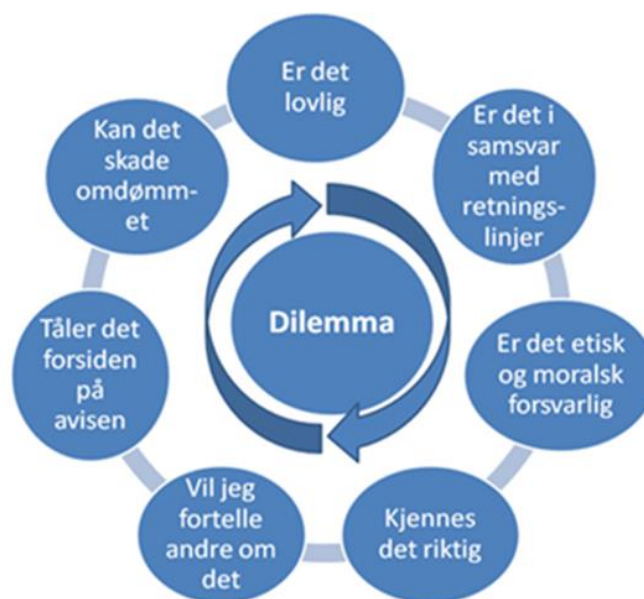 Er det
lovlig
Er det i
samsvar
med
retnings-
linjer
Er det etisk
og moralsk
forsvarlig
Kjennes
det riktig
Vil jeg
fortelle
andre om
det
Tåler det
forsiden
på
avisen
Kan det
skade
omdømm-
et
Dilemma